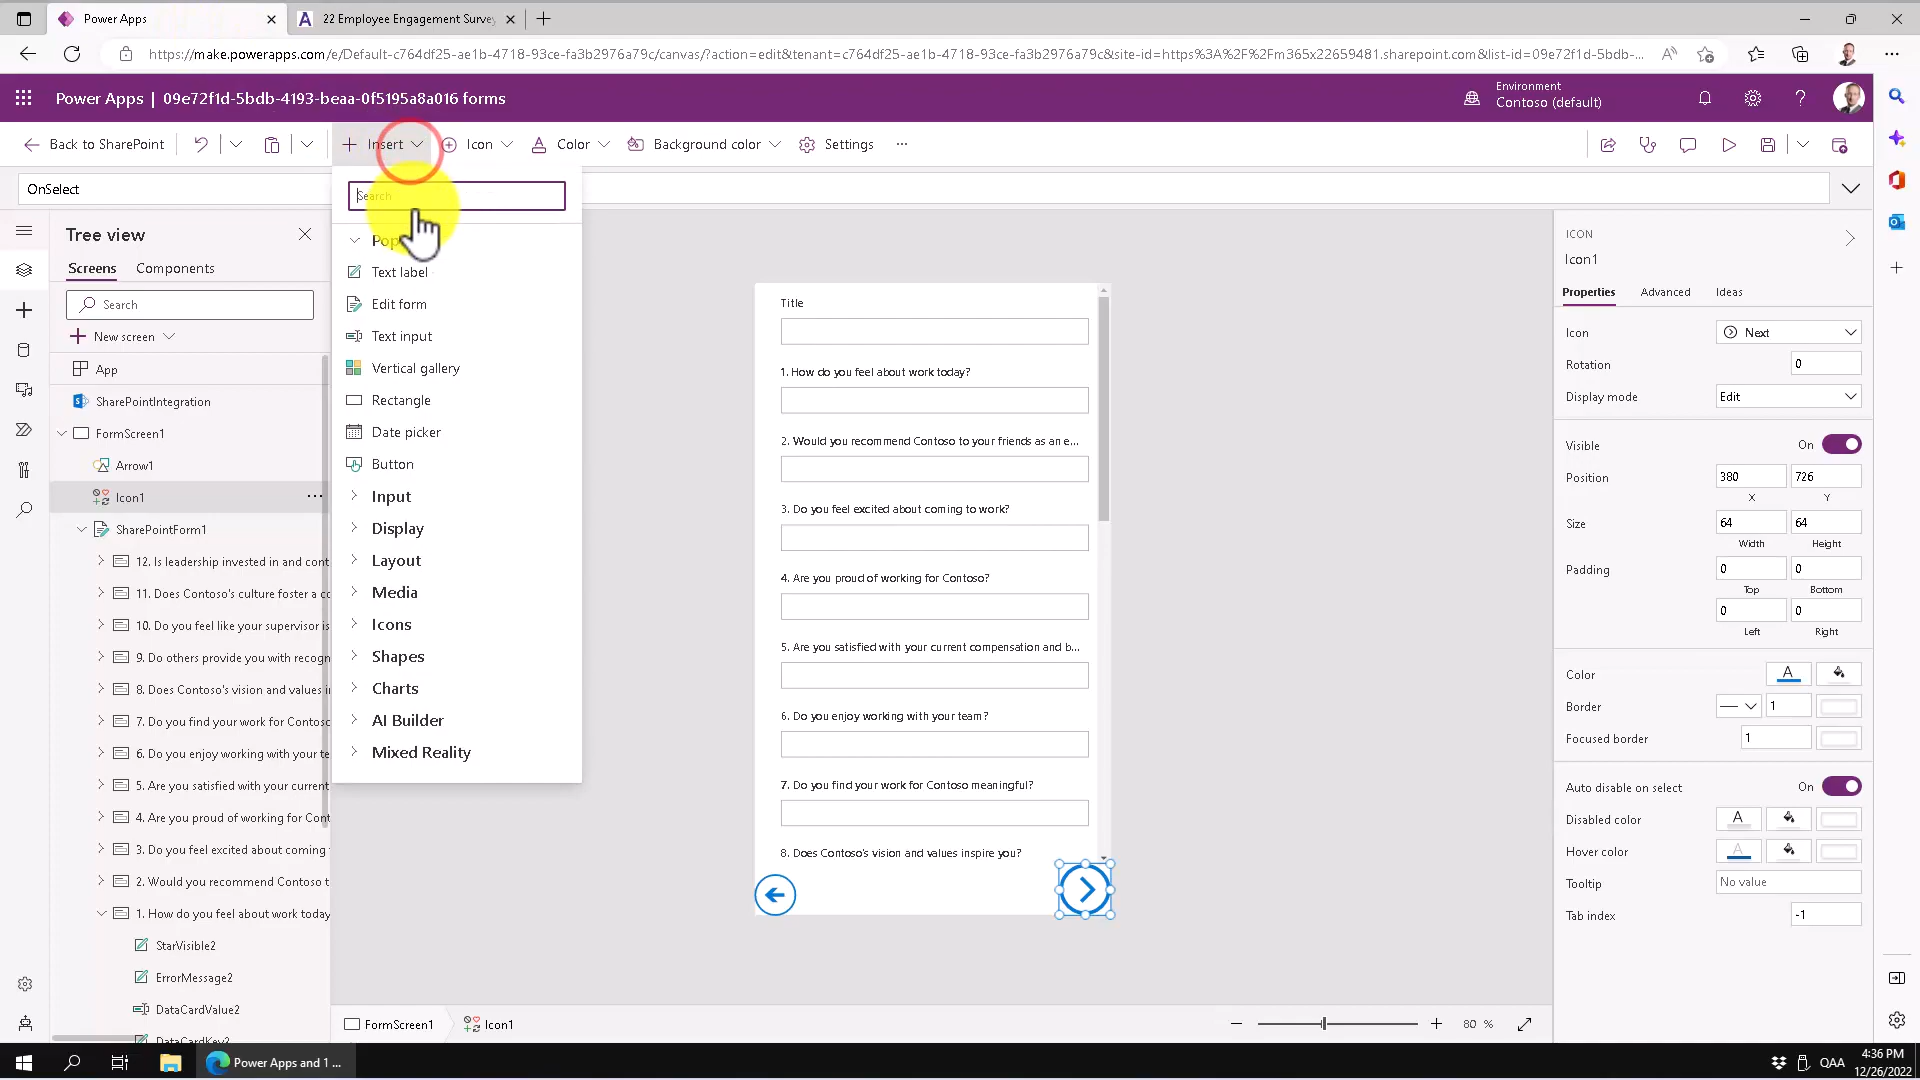 Power Apps
22 Employee Engagement Surve
https://make.powerapps.com/e/Default-c764df25-ae1b-4718-93ce-fa3b2976a79c/canvas/?action=edit&tenant=c764df25-ae1b-4718-93ce-fa3b2976a79c&site-id=https%3A%2F%2Fm365x22659481.sharepoint.com&list-id=09e72f1d-5bdb-4193-b...
Power Apps | 09e72f1d-5bdb-4193-beaa-0f5195a8a016 forms
Environment
Contoso (default)
Back to SharePoint
Insert
Icon
Color
Background color
Settings
OnSelect
Search
Tree view
Screens
Components
Search
New screen
App
SharePointIntegration
FormScreen1
Arrow1
Icon1
SharePointForm1
12. Is leadership invested in and cont
11. Does Contoso's culture foster a co
10. Do you feel like your supervisor is
9. Do others provide you with recogn
8. Does Contoso's vision and values in
7. Do you find your work for Contoso
6. Do you enjoy working with your te
5. Are you satisfied with your current
4. Are you proud of working for Cont
3. Do you feel excited about coming
2. Would you recommend Contoso t
1. How do you feel about work today
StarVisible2
ErrorMessage2
DataCardValue2
DataCardKey2
Pop
Text label
Edit form
Text input
Vertical gallery
Rectangle
Date picker
Button
Input
Display
Layout
Media
Icons
Shapes
Charts
AI Builder
Mixed Reality
Title
1. How do you feel about work today?
2. Would you recommend Contoso to your friends as an e...
3. Do you feel excited about coming to work?
4. Are you proud of working for Contoso?
5. Are you satisfied with your current compensation and b...
6. Do you enjoy working with your team?
7. Do you find your work for Contoso meaningful?
8. Does Contoso's vision and values inspire you?
FormScreen1
Icon1
80 %
ICON
Icon1
Properties
Advanced
Ideas
Icon
Next
Rotation
0
Display mode
Edit
Visible
On
Position
380
726
X
Y
Size
64
64
Width
Height
Padding
0
0
Top
Bottom
0
0
Left
Right
Color
Border
1
Focused border
1
Auto disable on select
On
Disabled color
Hover color
Tooltip
No value
Tab index
-1
Power Apps and 1 ...
QAA
4:36 PM
12/26/2022